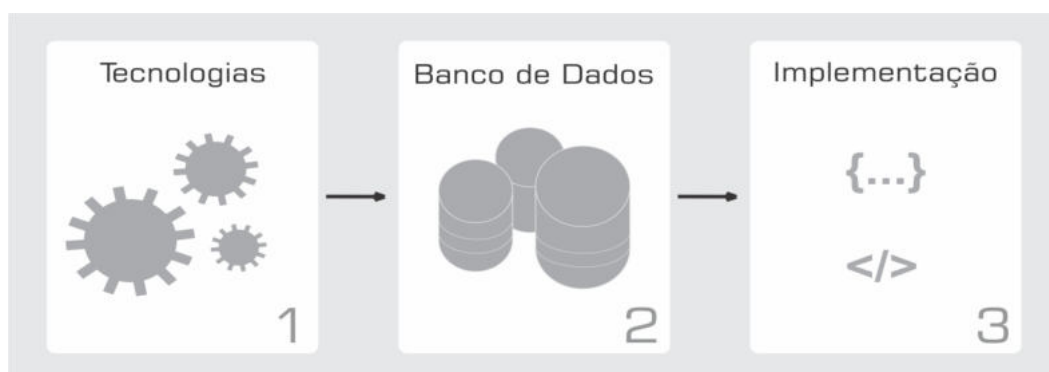 Tecnologias
1
Banco de Dados
2
Implementação
{...}
</>
3